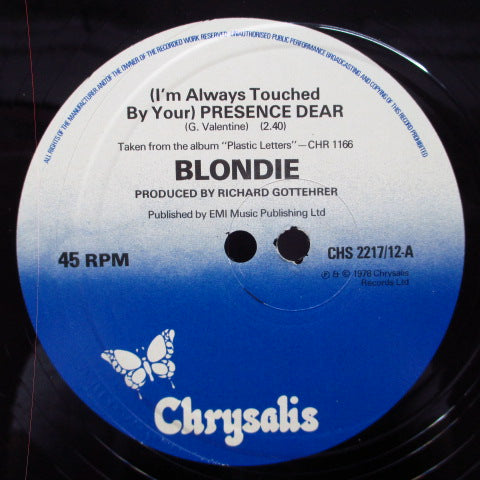 ALL RIGHTS OF THE MANUFACTURER AND OF THE OWNER OF THE RECORDED WORK RESERVED. UNAUTHORISED PUBLIC PERFORMANCE BROADCASTING AND COPYING OF THIS RECORD PROHIBITED.
(I'm Always Touched
By Your) PRESENCE DEAR
(G. Valentine) (2.40)
Taken from the album "Plastic Letters"—CHR 1166
BLONDIE
PRODUCED BY RICHARD GOTTEHRER
Published by EMI Music Publishing Ltd
45 RPM
CHS 2217/12-A
℗ & © 1978 Chrysalis
Records Ltd
Chrysalis